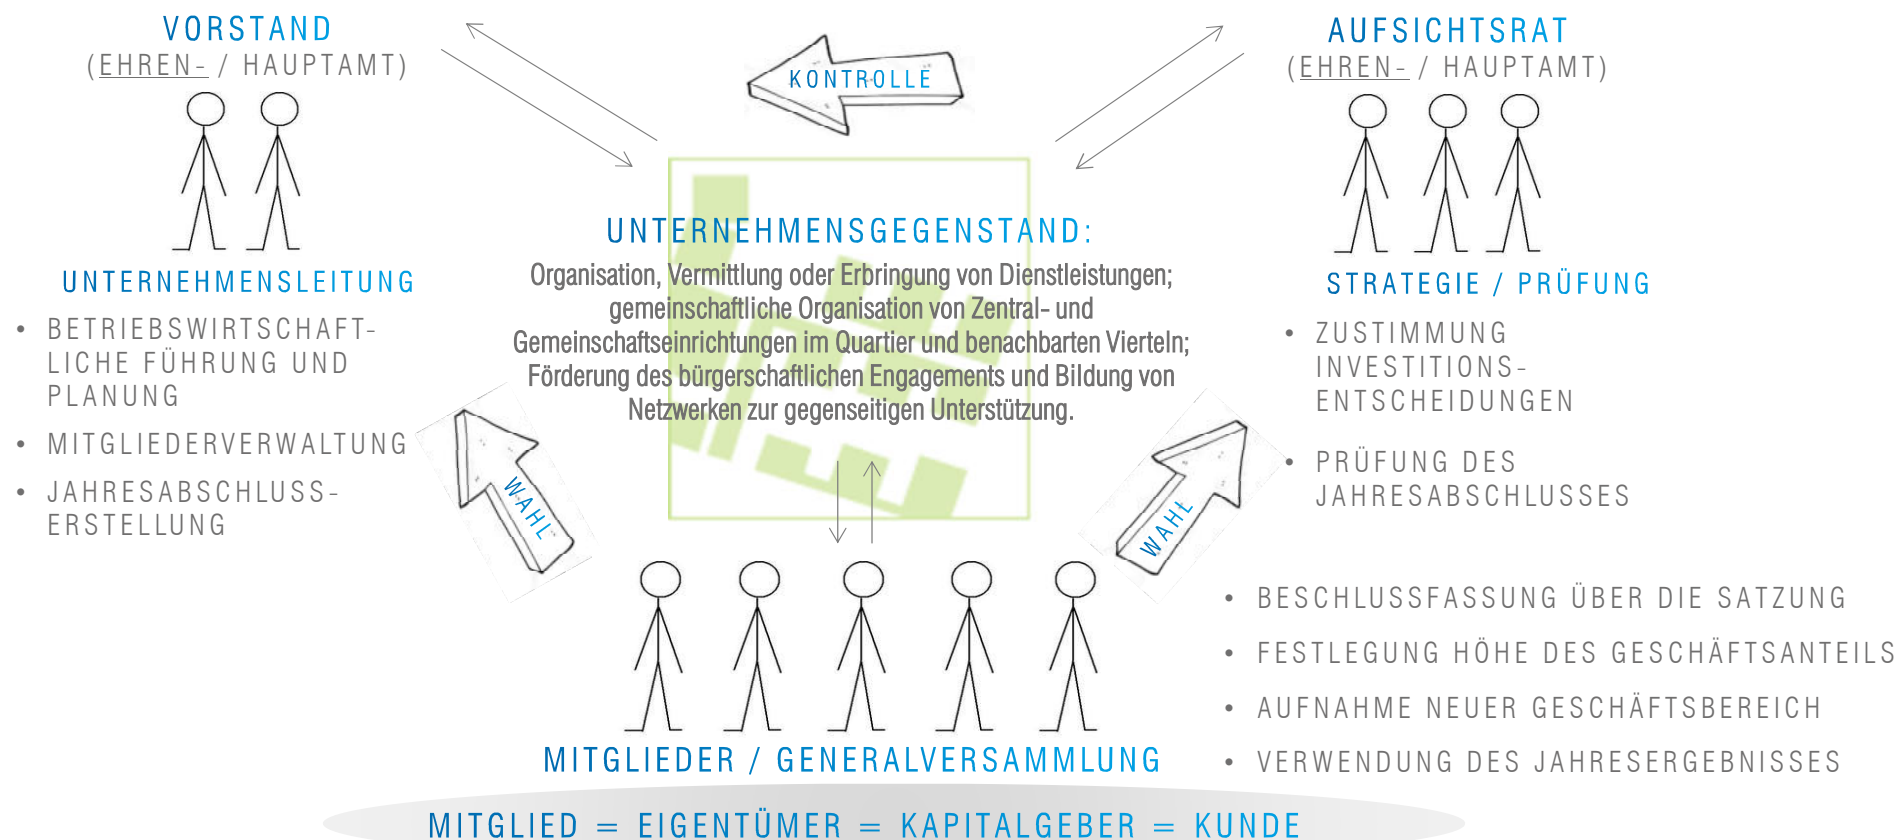 VORSTAND
(EHREN- / HAUPTAMT)
UNTERNEHMENSLEITUNG
• BETRIEBSWIRTSCHAFT-
LICHE FÜHRUNG UND
PLANUNG
• MITGLIEDERVERWALTUNG
• JAHRESABSCHLUSS-
ERSTELLUNG
KONTROLLE
AUFSICHTSRAT
(EHREN- / HAUPTAMT)
STRATEGIE / PRÜFUNG
• ZUSTIMMUNG
INVESTITIONS-
ENTSCHEIDUNGEN
• PRÜFUNG DES
JAHRESABSCHLUSSES
UNTERNEHMENSGEGENSTAND:
Organisation, Vermittlung oder Erbringung von Dienstleistungen;
gemeinschaftliche Organisation von Zentral- und
Gemeinschaftseinrichtungen im Quartier und benachbarten Vierteln;
Förderung des bürgerschaftlichen Engagements und Bildung von
Netzwerken zur gegenseitigen Unterstützung.
WAHL
WAHL
MITGLIEDER / GENERALVERSAMMLUNG
• BESCHLUSSFASSUNG ÜBER DIE SATZUNG
• FESTLEGUNG HÖHE DES GESCHÄFTSANTEILS
• AUFNAHME NEUER GESCHÄFTSBEREICH
• VERWENDUNG DES JAHRESERGEBNISSES
MITGLIED = EIGENTÜMER = KAPITALGEBER = KUNDE